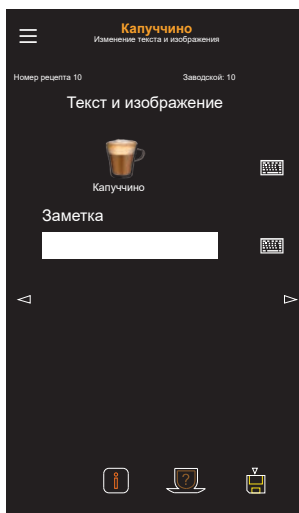 Капуччино
Изменение текста и изображения
Номер рецепта 10 Заводской: 10
Текст и изображение
Капуччино
Заметка